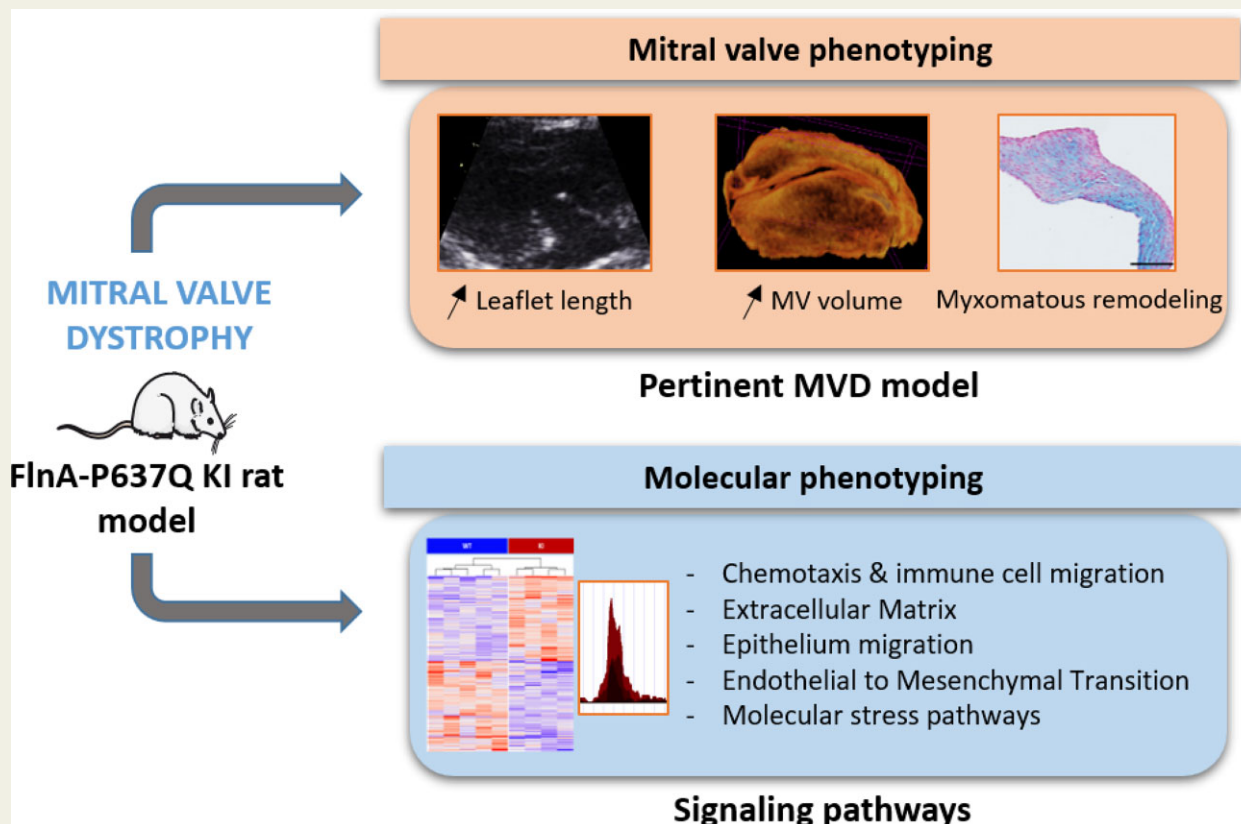 Mitral valve phenotyping
↗ Leaflet length
↗ MV volume
Myxomatous remodeling
Pertinent MVD model
MITRAL VALVE
DYSTROPHY
FlnA-P637Q KI rat
model
Molecular phenotyping
WT
KI
- Chemotaxis & immune cell migration
- Extracellular Matrix
- Epithelium migration
- Endothelial to Mesenchymal Transition
- Molecular stress pathways
Signaling pathways